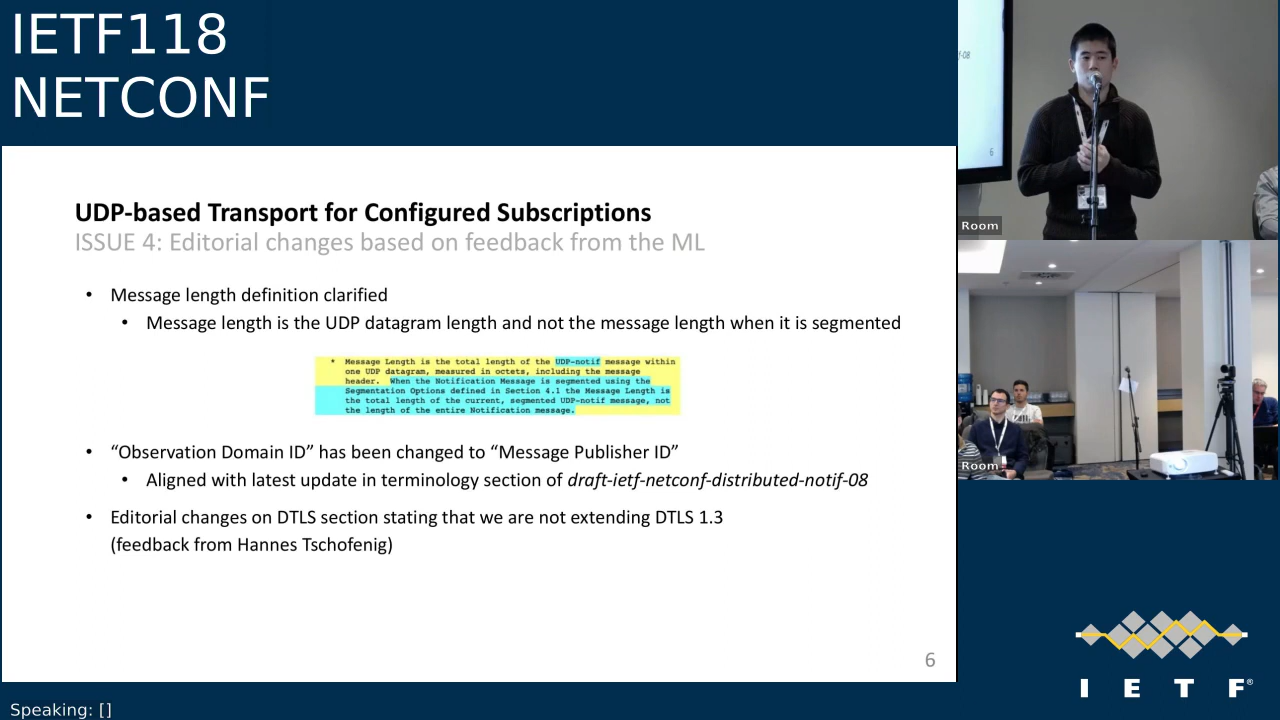 IETF118
NETCONF
UDP-based Transport for Configured Subscriptions
ISSUE 4: Editorial changes based on feedback from the ML
• Message length definition clarified
• Message length is the UDP datagram length and not the message length when it is segmented
* Message Length is the total length of the UDP-notif message within
one UDP datagram, measured in octets, including the message
header. When the Notification Message is segmented using the
Segmentation Options defined in Section 4.1 the Message Length is
the total length of the current, segmented UDP-notif message, not
the length of the entire Notification message.
• “Observation Domain ID” has been changed to “Message Publisher ID”
• Aligned with latest update in terminology section of draft-ietf-netconf-distributed-notif-08
• Editorial changes on DTLS section stating that we are not extending DTLS 1.3
(feedback from Hannes Tschofenig)
6
Speaking: []
f-08
6
Room
Room
I E T F®